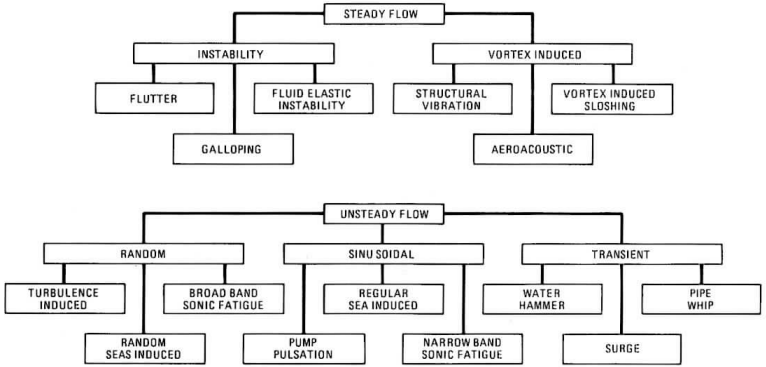 STEADY FLOW
INSTABILITY
VORTEX INDUCED
FLUTTER
FLUID ELASTIC
INSTABILITY
STRUCTURAL
VIBRATION
VORTEX INDUCED
SLOSHING
GALLOPING
AEROACOUSTIC
UNSTEADY FLOW
RANDOM
SINU SOIDAL
TRANSIENT
TURBULENCE
INDUCED
BROAD BAND
SONIC FATIGUE
REGULAR
SEA INDUCED
WATER
HAMMER
PIPE
WHIP
RANDOM
SEAS INDUCED
PUMP
PULSATION
NARROW BAND
SONIC FATIGUE
SURGE